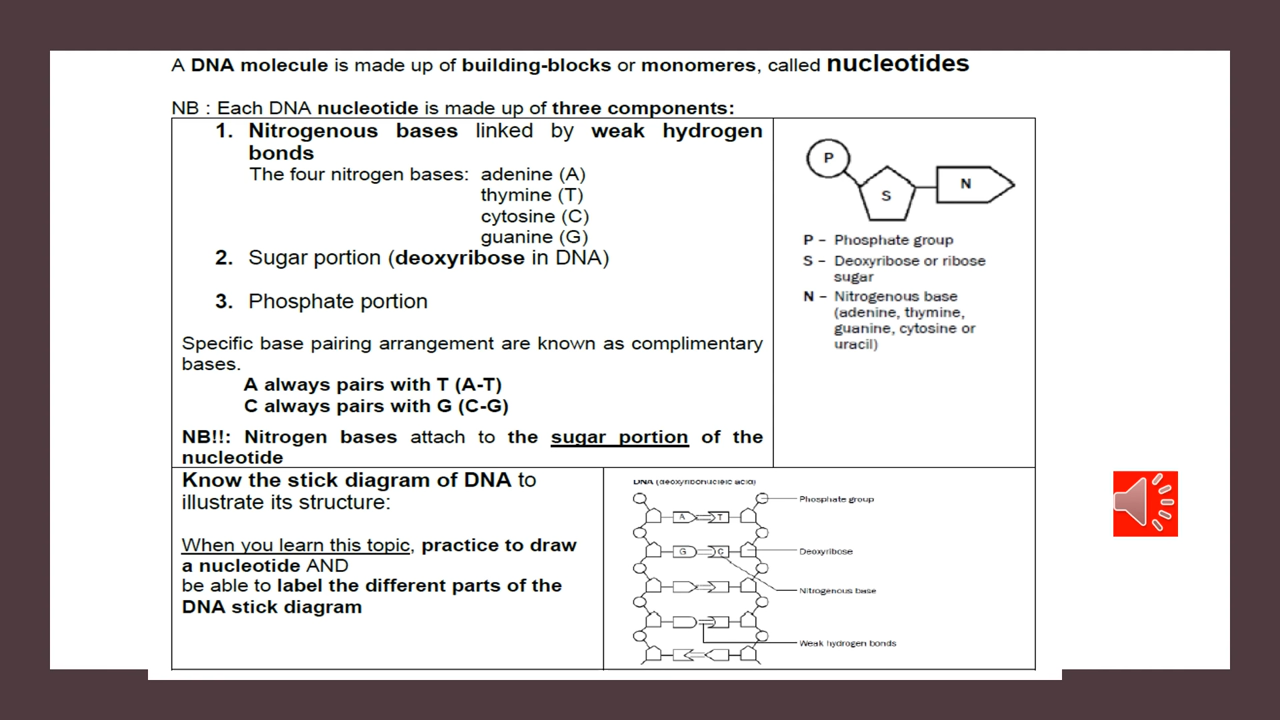 A DNA molecule is made up of building-blocks or monomeres, called nucleotides
NB : Each DNA nucleotide is made up of three components:
1. Nitrogenous bases linked by weak hydrogen
bonds
The four nitrogen bases: adenine (A)
thymine (T)
cytosine (C)
guanine (G)
2. Sugar portion (deoxyribose in DNA)
3. Phosphate portion
Specific base pairing arrangement are known as complimentary
bases.
A always pairs with T (A-T)
C always pairs with G (C-G)
NB!!: Nitrogen bases attach to the sugar portion of the
nucleotide
P
S
N
P – Phosphate group
S – Deoxyribose or ribose
sugar
N – Nitrogenous base
(adenine, thymine,
guanine, cytosine or
uracil)
Know the stick diagram of DNA to
illustrate its structure:
When you learn this topic, practice to draw
a nucleotide AND
be able to label the different parts of the
DNA stick diagram
DNA (deoxyribonucleic acid)
Phosphate group
A T
G C
Deoxyribose
Nitrogenous base
Weak hydrogen bonds